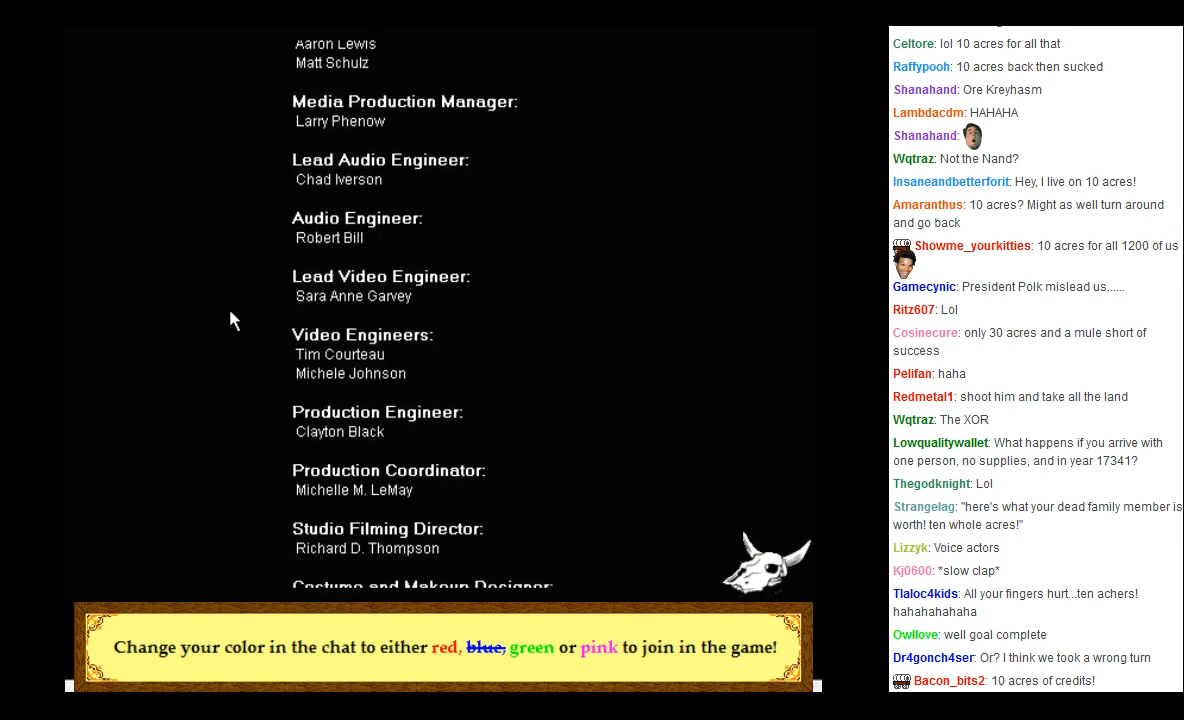 Aaron Lewis
Matt Schulz
Media Production Manager:
Larry Phenow
Lead Audio Engineer:
Chad Iverson
Audio Engineer:
Robert Bill
Lead Video Engineer:
Sara Anne Garvey
Video Engineers:
Tim Courteau
Michele Johnson
Production Engineer:
Clayton Black
Production Coordinator:
Michelle M. LeMay
Studio Filming Director:
Richard D. Thompson
Costume and Makeup Designer:
Change your color in the chat to either red, blue, green or pink to join in the game!
Celtore: lol 10 acres for all that
Raffypooh: 10 acres back then sucked
Shanahand: Ore Kreyhasm
Lambdacdm: HAHAHA
Shanahand:
Wqtraz: Not the Nand?
Insaneandbetterforit: Hey, I live on 10 acres!
Amaranthus: 10 acres? Might as well turn around
and go back
Showme_yourkitties: 10 acres for all 1200 of us
Gamecynic: President Polk mislead us......
Ritz607: Lol
Cosinecure: only 30 acres and a mule short of
success
Pelifan: haha
Redmetal1: shoot him and take all the land
Wqtraz: The XOR
Lowqualitywallet: What happens if you arrive with
one person, no supplies, and in year 17341?
Thegodknight: Lol
Strangelag: "here's what your dead family member is
worth! ten whole acres!"
Lizzyk: Voice actors
Kj0600: *slow clap*
Tlaloc4kids: All your fingers hurt...ten achers!
hahahahahaha
Owllove: well goal complete
Dr4gonch4ser: Or? I think we took a wrong turn
Bacon_bits2: 10 acres of credits!